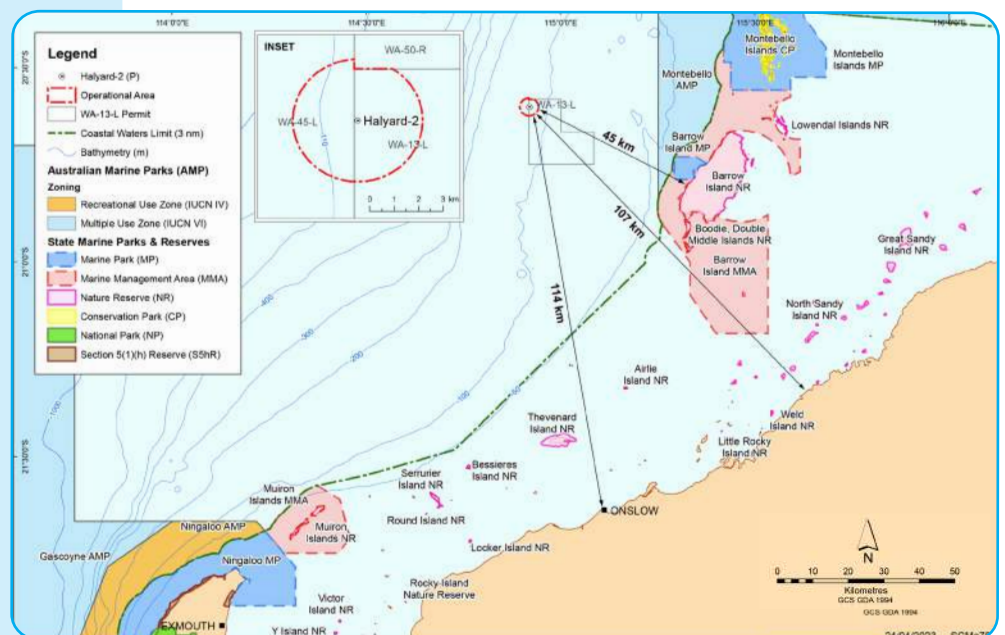 114°0'0"E
114°30'0"E
115°0'0"E
115°30'0"E
116°0'0"E
Legend
Halyard-2 (P)
Operational Area
WA-13-L Permit
Coastal Waters Limit (3 nm)
Bathymetry (m)
Australian Marine Parks (AMP)
Zoning
Recreational Use Zone (IUCN IV)
Multiple Use Zone (IUCN VI)
State Marine Parks & Reserves
Marine Park (MP)
Marine Management Area (MMA)
Nature Reserve (NR)
Conservation Park (CP)
National Park (NP)
Section 5(1)(h) Reserve (S5hR)
INSET
WA-50-R
WA-45-L
Halyard-2
WA-13-L
-110
0 1 2 3 km
WA-13-L
45 km
107 km
114 km
Montebello
Islands CP
Montebello
Islands MP
Montebello
AMP
Lowendal Islands NR
Barrow
Island MP
Barrow
Island NR
Boodie, Double
Middle Islands NR
Barrow
Island MMA
Great Sandy
Island NR
North Sandy
Island NR
Airlie
Island NR
Weld
Island NR
Little Rocky
Island NR
Thevenard
Island NR
Bessieres
Island NR
Serrurier
Island NR
Round Island NR
Locker Island NR
Muiron
Islands MMA
Muiron
Islands NR
Ningaloo AMP
Ningaloo MP
Gascoyne AMP
Rocky Island
Nature Reserve
Victor
Island NR
Y Island NR
EXMOUTH
ONSLOW
-400
-300
-200
-100
-50
-1000
21°0'0"S
21°30'0"S
N
0 10 20 30 40 50
Kilometres
GCS GDA 1994
GCS GDA 1994